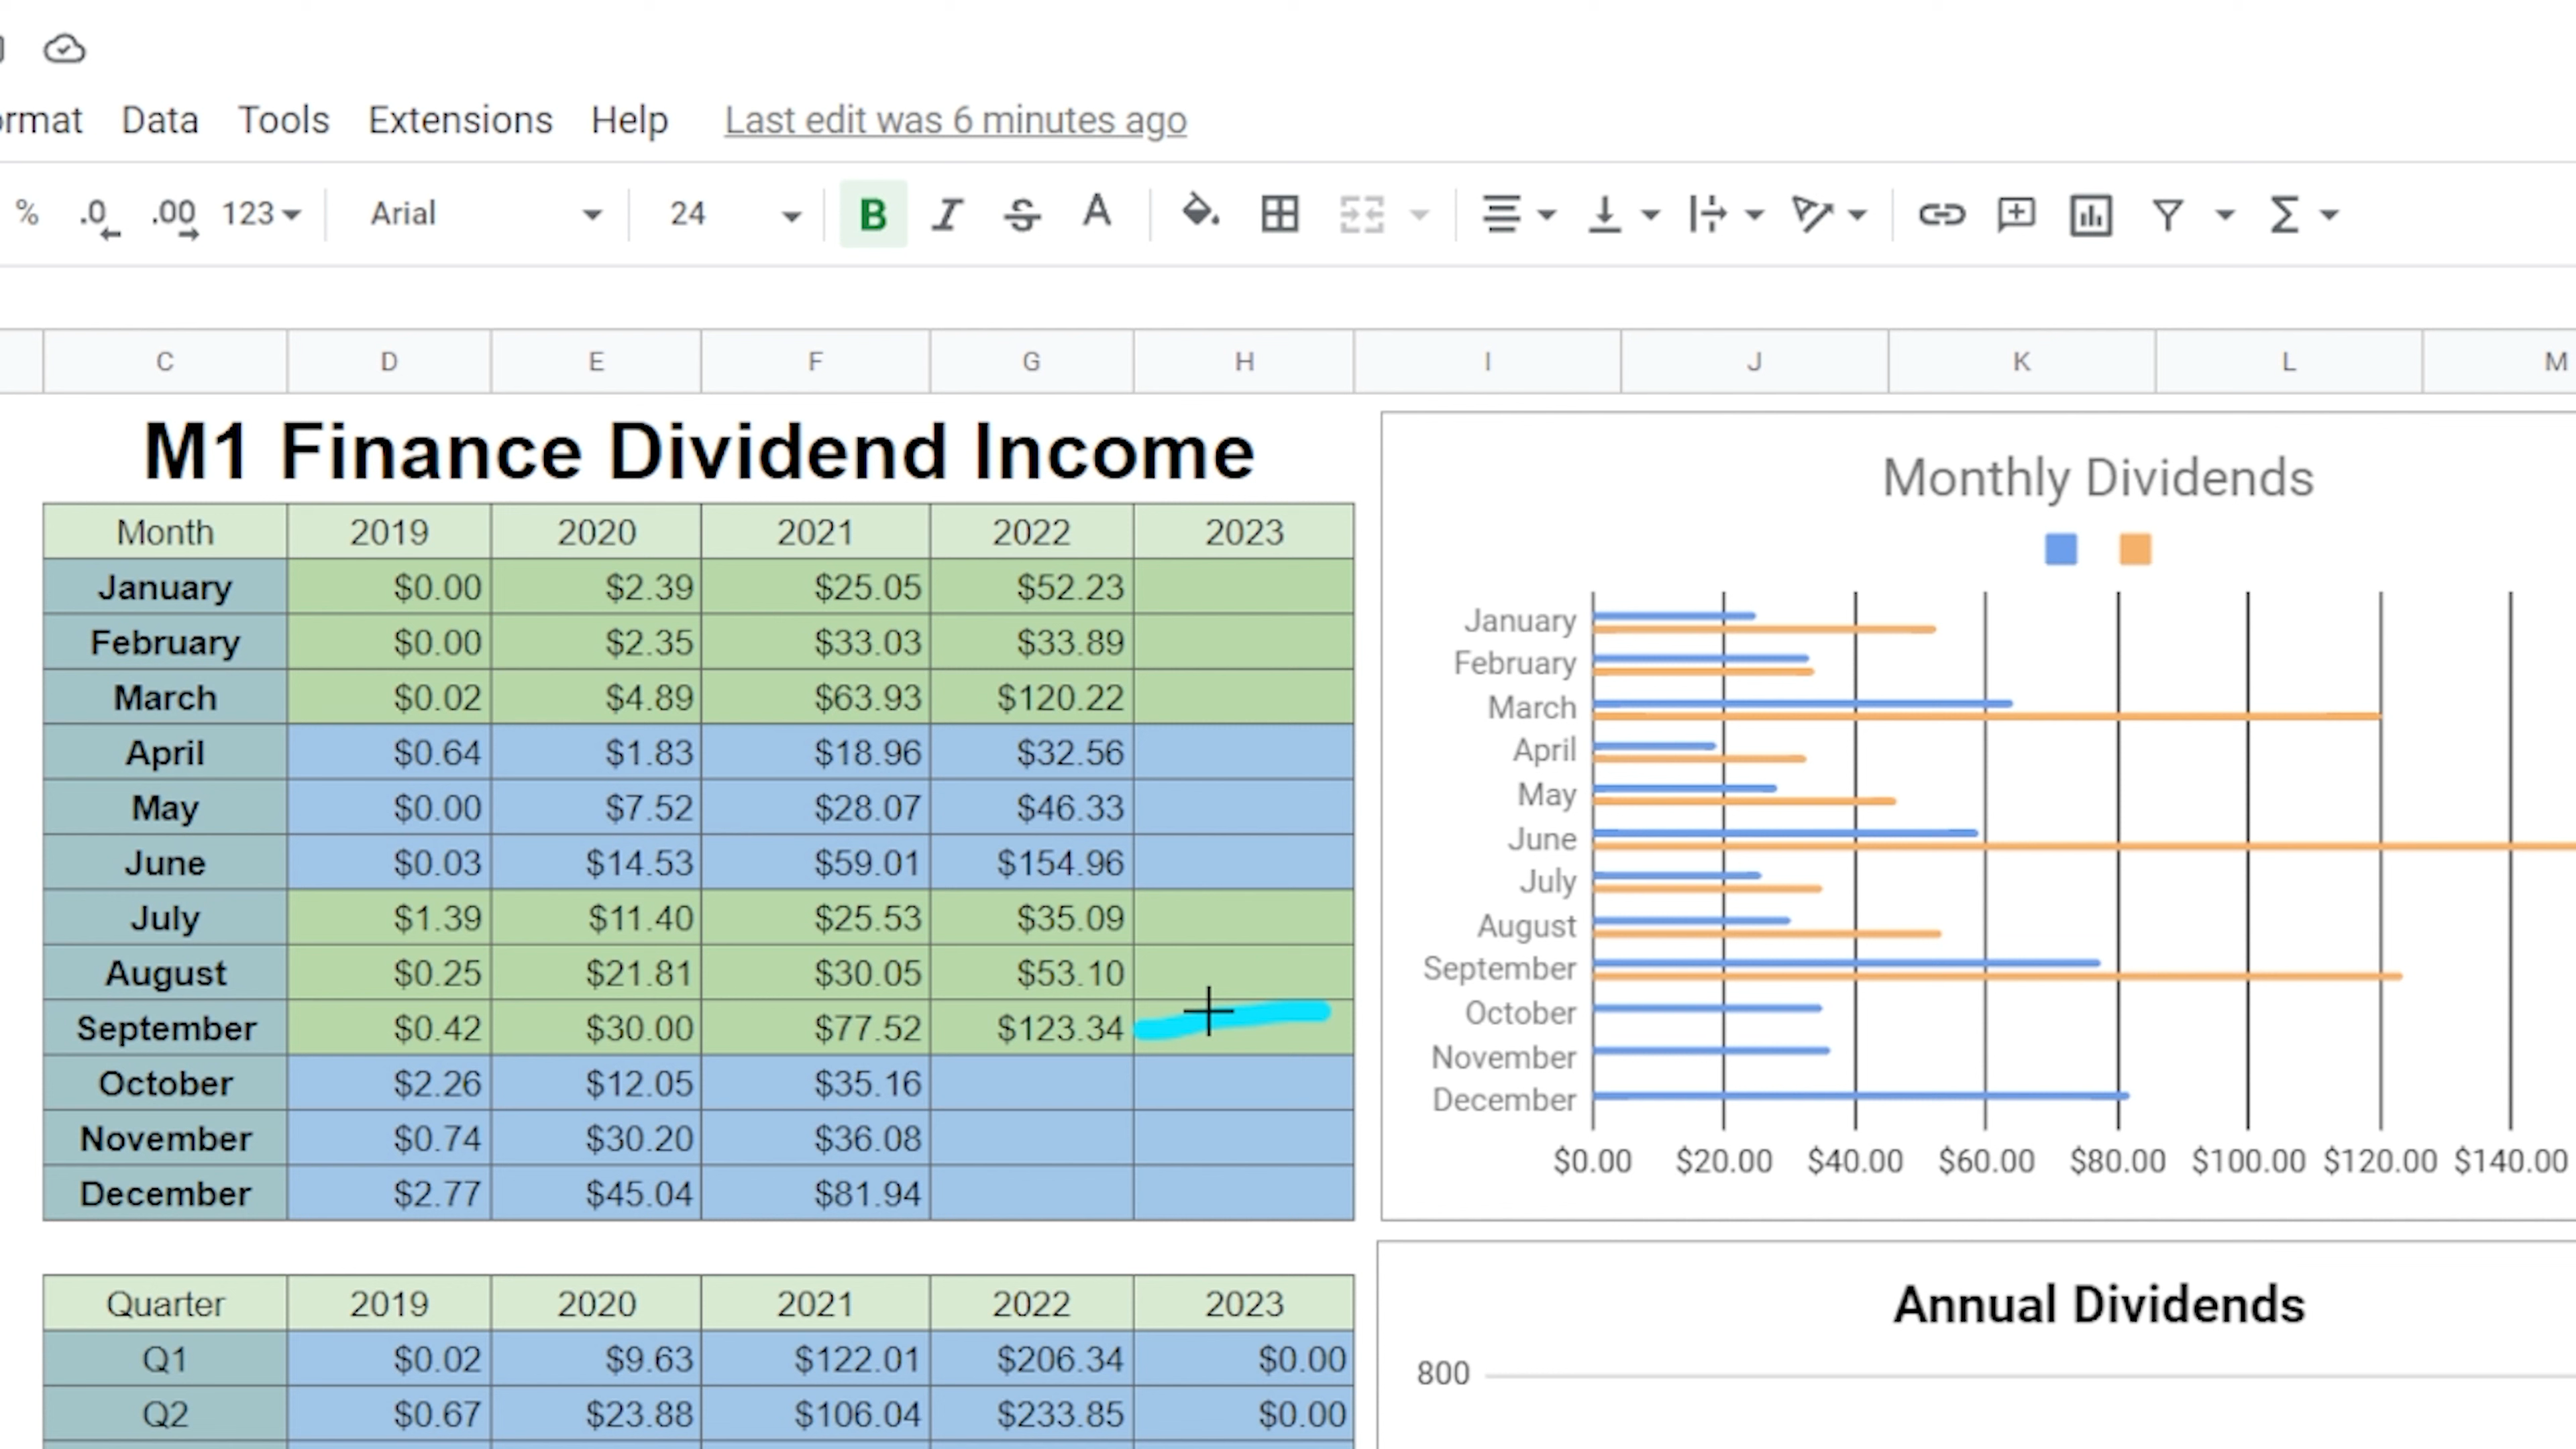 ormat Data Tools Extensions Help Last edit was 6 minutes ago
% .0 .00 123 Arial 24 B I S A Σ
C D E F G H I J K L M
M1 Finance Dividend Income
Month 2019 2020 2021 2022 2023
January $0.00 $2.39 $25.05 $52.23
February $0.00 $2.35 $33.03 $33.89
March $0.02 $4.89 $63.93 $120.22
April $0.64 $1.83 $18.96 $32.56
May $0.00 $7.52 $28.07 $46.33
June $0.03 $14.53 $59.01 $154.96
July $1.39 $11.40 $25.53 $35.09
August $0.25 $21.81 $30.05 $53.10
September $0.42 $30.00 $77.52 $123.34
October $2.26 $12.05 $35.16
November $0.74 $30.20 $36.08
December $2.77 $45.04 $81.94
Quarter 2019 2020 2021 2022 2023
Q1 $0.02 $9.63 $122.01 $206.34 $0.00
Q2 $0.67 $23.88 $106.04 $233.85 $0.00
Monthly Dividends
January
February
March
April
May
June
July
August
September
October
November
December
$0.00 $20.00 $40.00 $60.00 $80.00 $100.00 $120.00 $140.00
Annual Dividends
800